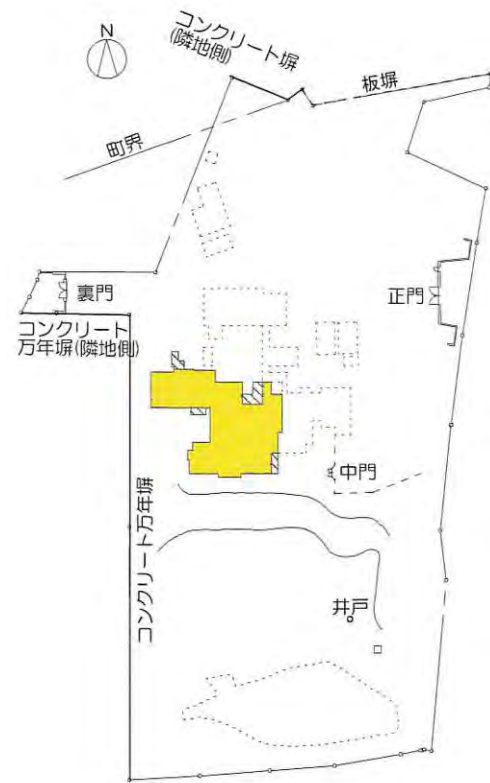 コンクリート塀
(隣地側)
N
板塀
町界
裏門
正門
コンクリート
万年塀(隣地側)
中門
コンクリート万年塀
井戸